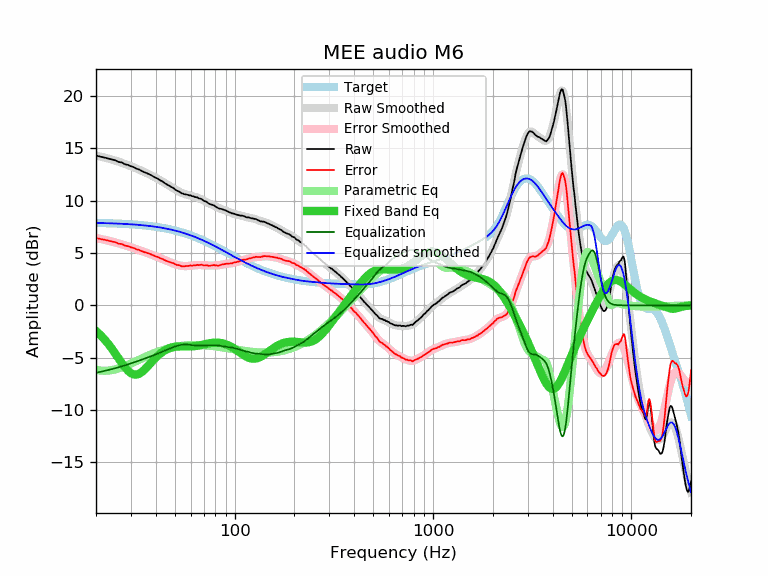 MEE audio M6
Target
Raw Smoothed
Error Smoothed
Raw
Error
Parametric Eq
Fixed Band Eq
Equalization
Equalized smoothed
20
15
10
5
0
−5
−10
−15
Amplitude (dBr)
100
1000
10000
Frequency (Hz)